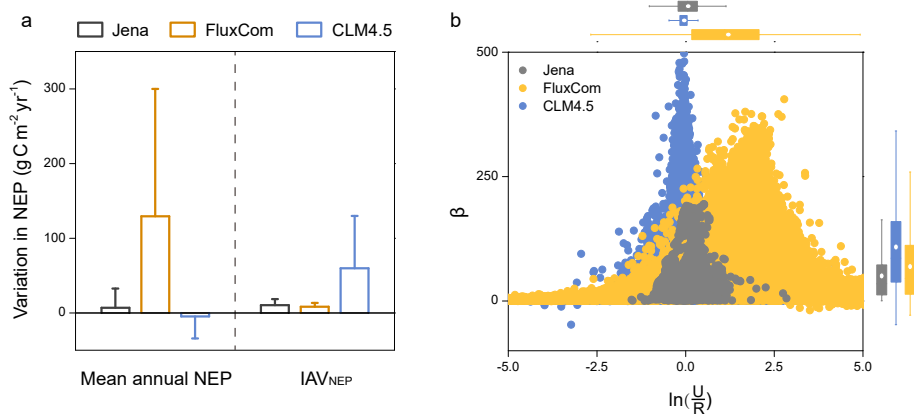 a
Jena FluxCom CLM4.5
Variation in NEP (g C m⁻² yr⁻¹)
300
200
100
0
Mean annual NEP IAV_NEP
b
500
250
0
β
Jena
FluxCom
CLM4.5
-5.0 -2.5 0.0 2.5 5.0
ln(U/R)